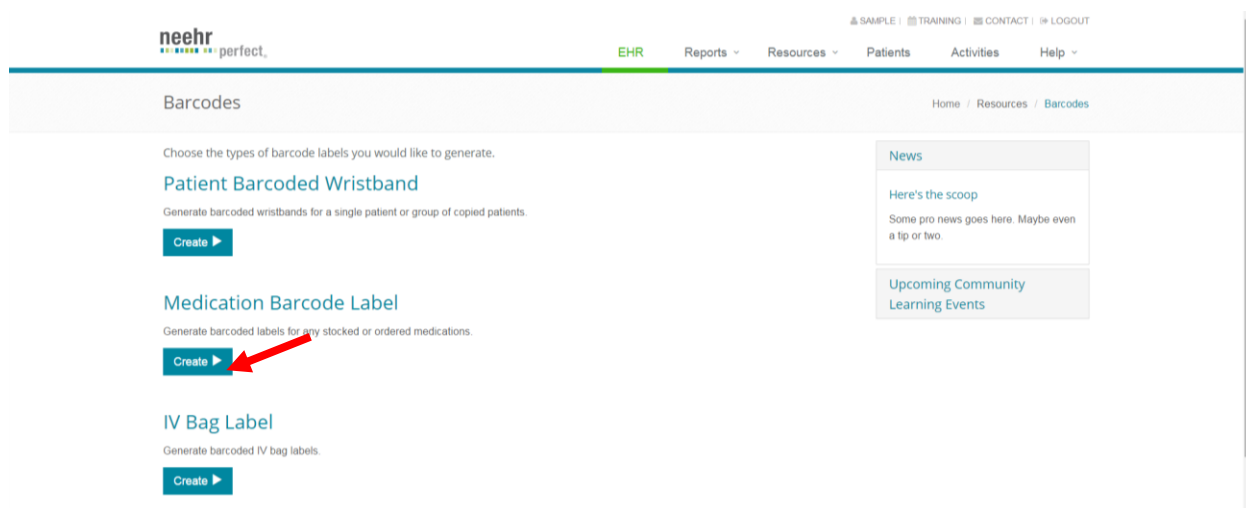 SAMPLE | TRAINING | CONTACT | LOGOUT
neehr
perfect
EHR Reports Resources Patients Activities Help
Barcodes
Home / Resources / Barcodes
Choose the types of barcode labels you would like to generate.
Patient Barcoded Wristband
Generate barcoded wristbands for a single patient or group of copied patients.
Create
Medication Barcode Label
Generate barcoded labels for any stocked or ordered medications.
Create
IV Bag Label
Generate barcoded IV bag labels.
Create
News
Here's the scoop
Some pro news goes here. Maybe even
a tip or two.
Upcoming Community
Learning Events